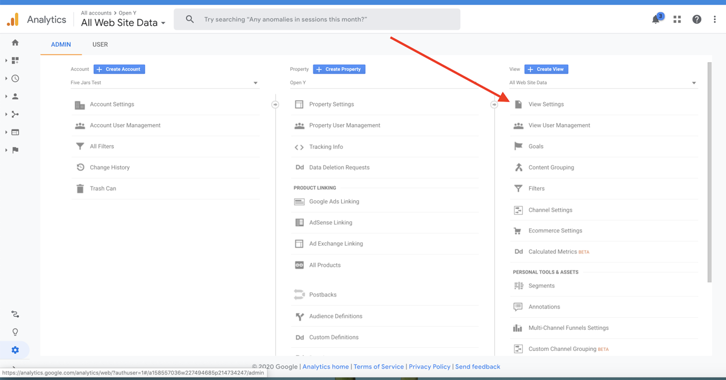 Analytics
All accounts > Open Y
All Web Site Data
Try searching "Any anomalies in sessions this month?"
ADMIN
USER
Account
+ Create Account
Five Jars Test
Account Settings
Account User Management
All Filters
Change History
Trash Can
Property
+ Create Property
Open Y
Property Settings
Property User Management
Tracking Info
Dd Data Deletion Requests
PRODUCT LINKING
Google Ads Linking
AdSense Linking
Ad Exchange Linking
All Products
Postbacks
Audience Definitions
Dd Custom Definitions
View
+ Create View
All Web Site Data
View Settings
View User Management
Goals
Content Grouping
Filters
Channel Settings
Ecommerce Settings
Dd Calculated Metrics BETA
PERSONAL TOOLS & ASSETS
Segments
Annotations
Multi-Channel Funnels Settings
Custom Channel Grouping BETA
© 2020 Google | Analytics home | Terms of Service | Privacy Policy | Send feedback
https://analytics.google.com/analytics/web/?authuser=1#/a158557036w227494685p214734247/admin